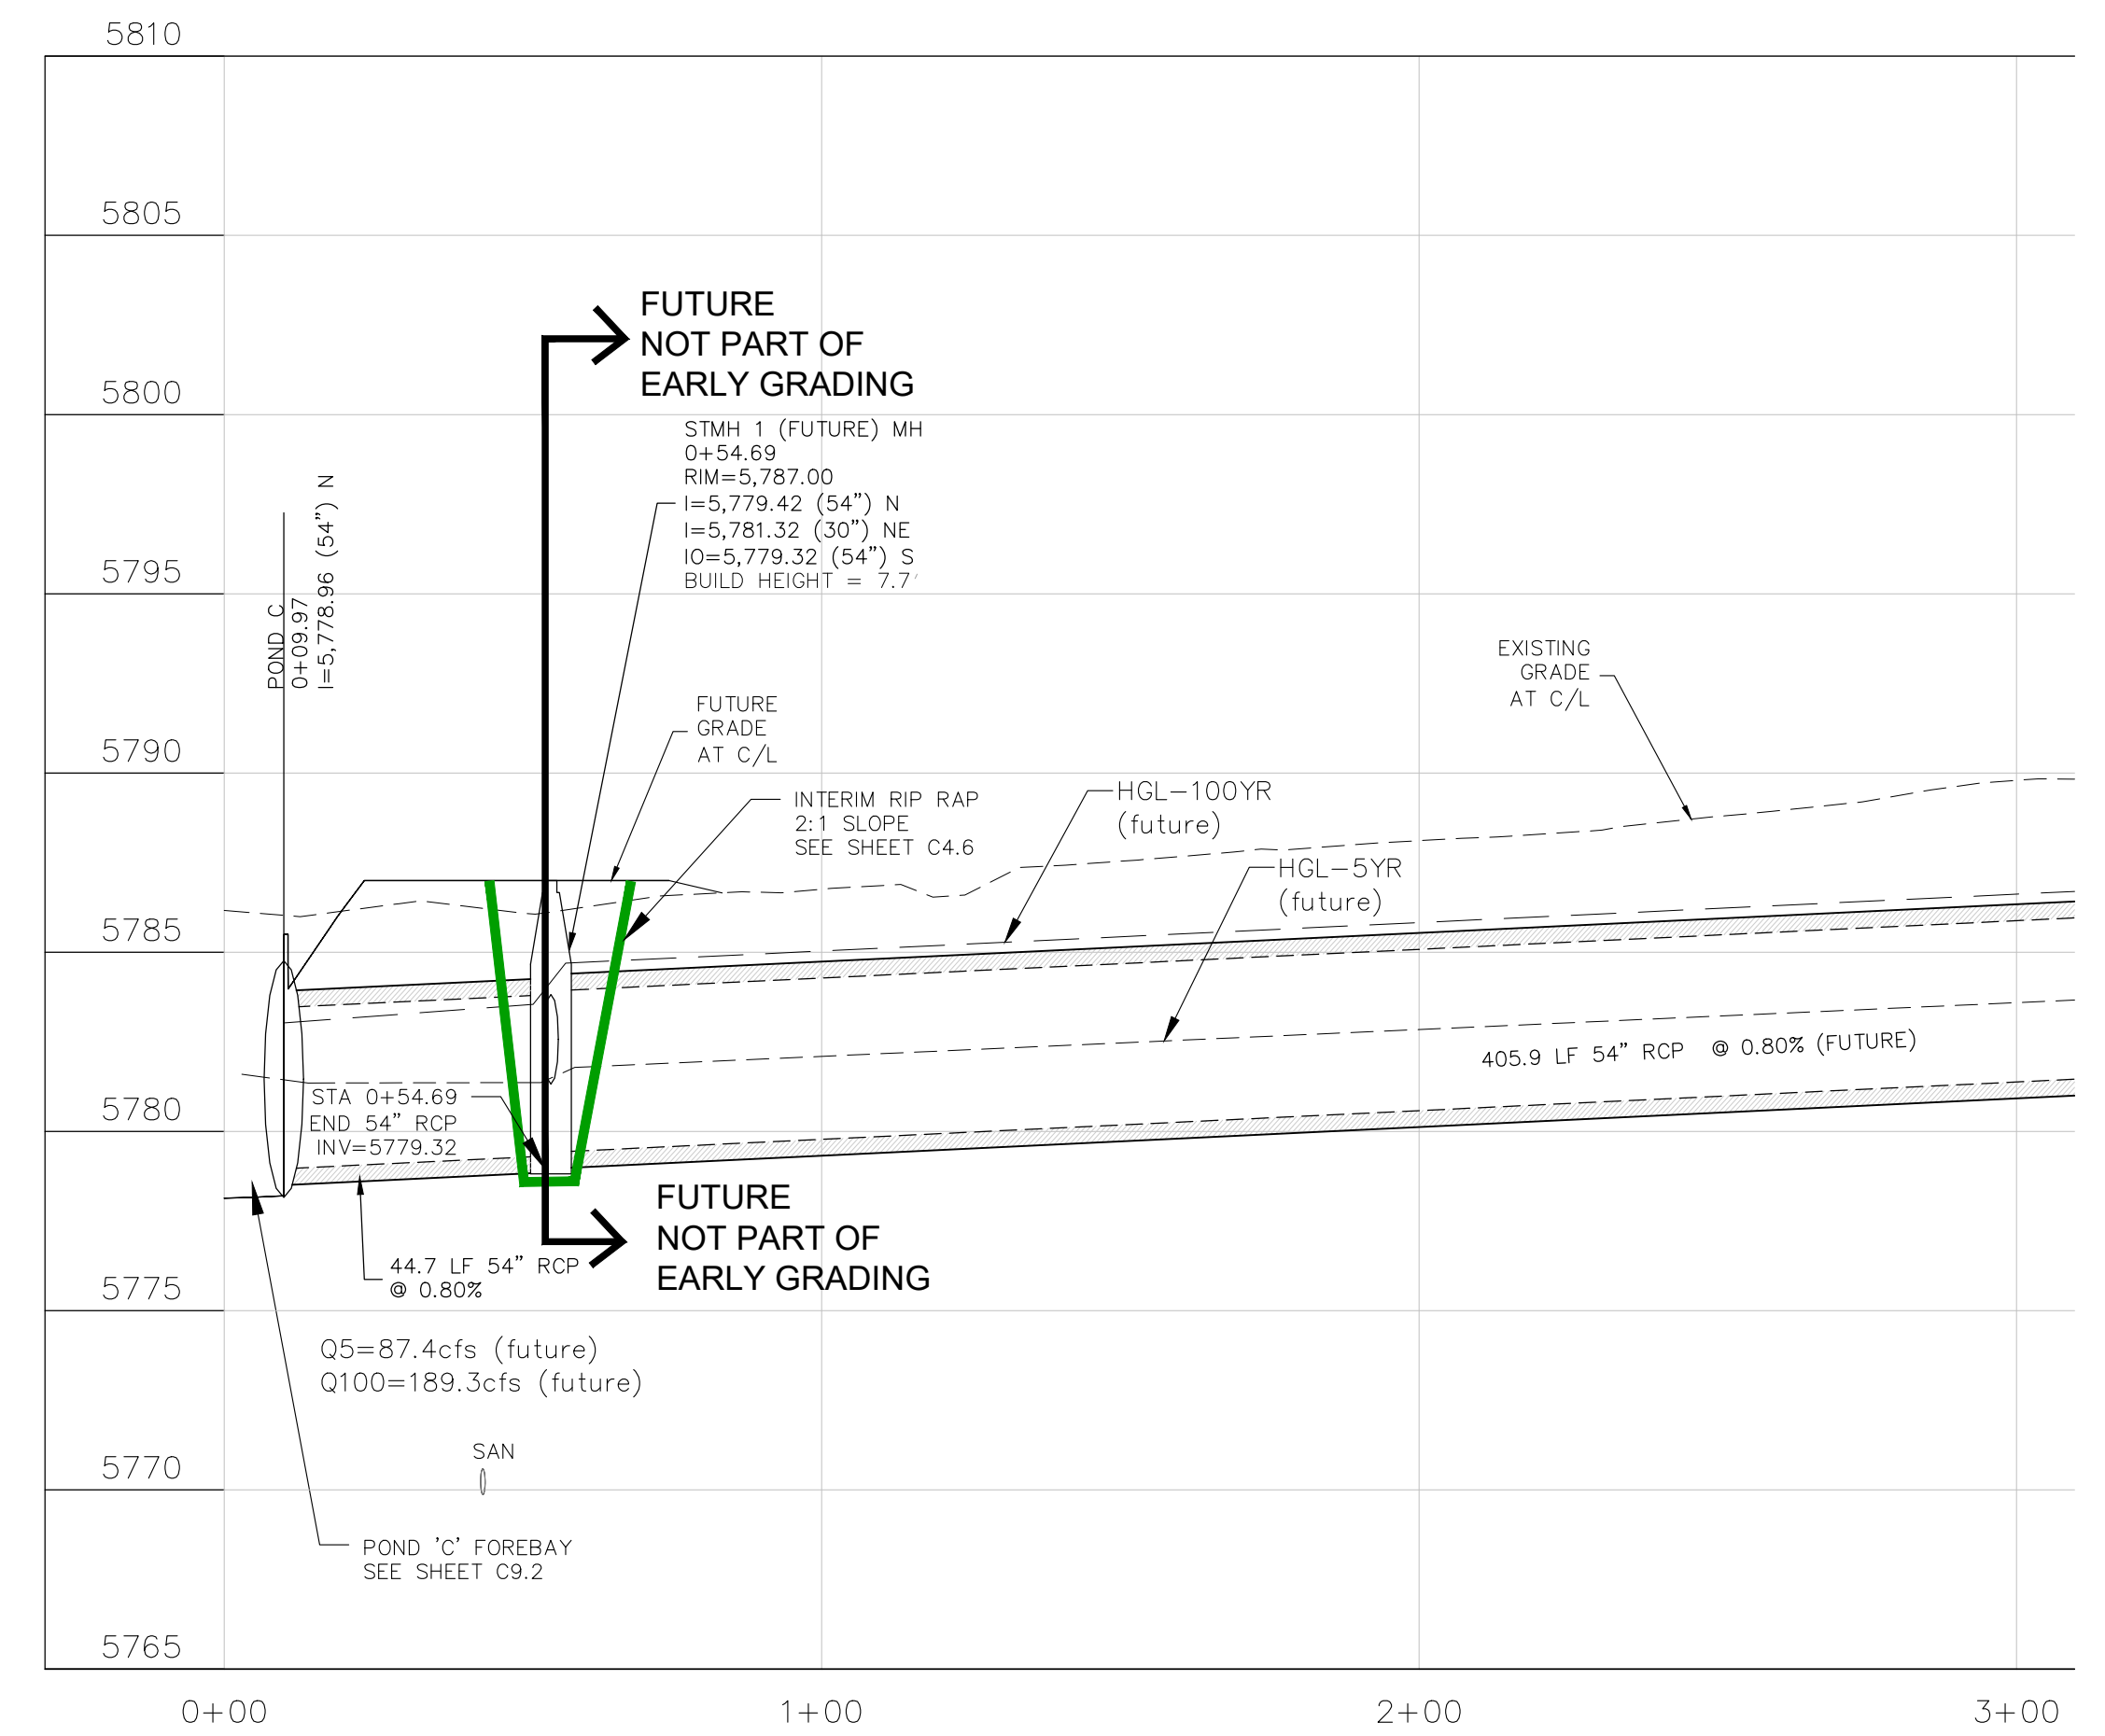 5810
5805
5800
5795
5790
5785
5780
5775
5770
5765
FUTURE
NOT PART OF
EARLY GRADING
STMH 1 (FUTURE) MH
0+54.69
RIM=5,787.00
I=5,779.42 (54") N
I=5,781.32 (30") NE
IO=5,779.32 (54") S
BUILD HEIGHT = 7.7'
POND C
0+09.97
I=5,778.96 (54") N
EXISTING
GRADE
AT C/L
FUTURE
GRADE
AT C/L
INTERIM RIP RAP
2:1 SLOPE
SEE SHEET C4.6
HGL-100YR
(future)
HGL-5YR
(future)
405.9 LF 54" RCP @ 0.80% (FUTURE)
STA 0+54.69
END 54" RCP
INV=5779.32
FUTURE
NOT PART OF
EARLY GRADING
44.7 LF 54" RCP
@ 0.80%
Q5=87.4cfs (future)
Q100=189.3cfs (future)
SAN
POND 'C' FOREBAY
SEE SHEET C9.2
0+00
1+00
2+00
3+00